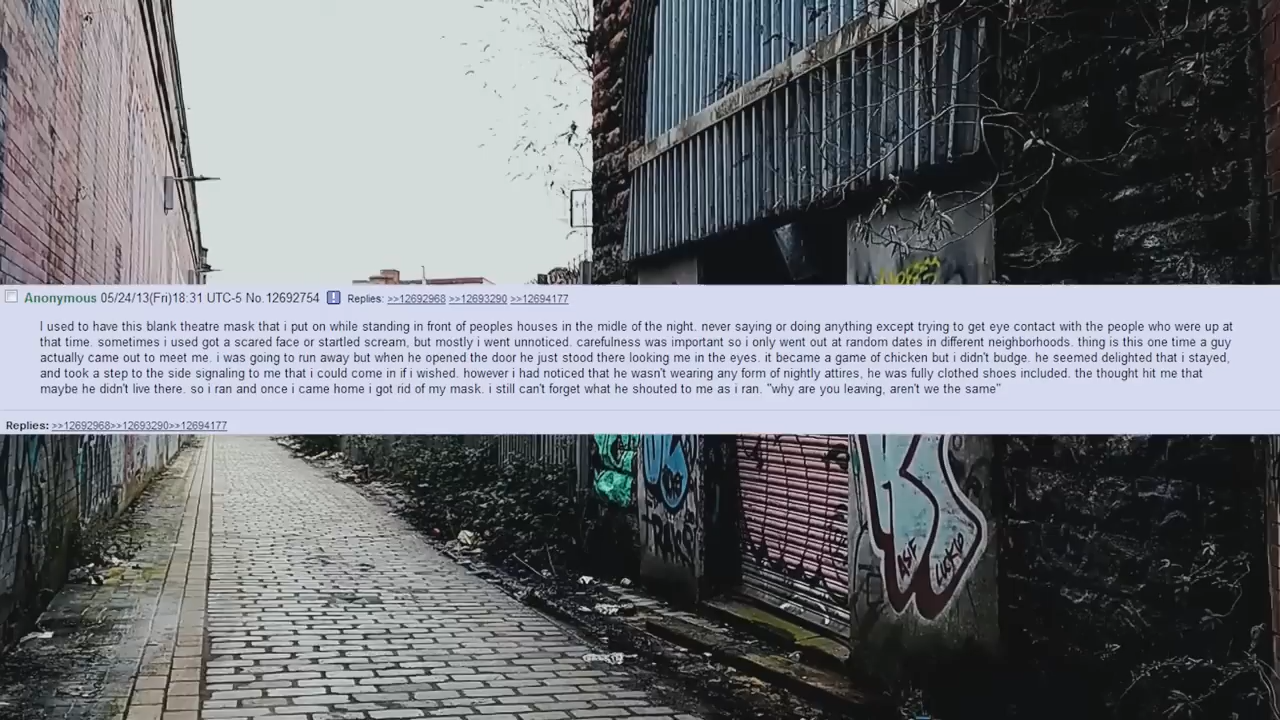 Anonymous 05/24/13(Fri)18:31 UTC-5 No.12692754 Replies: >>12692968 >>12693290 >>12694177
I used to have this blank theatre mask that i put on while standing in front of peoples houses in the midle of the night. never saying or doing anything except trying to get eye contact with the people who were up at
that time. sometimes i used got a scared face or startled scream, but mostly i went unnoticed. carefulness was important so i only went out at random dates in different neighborhoods. thing is this one time a guy
actually came out to meet me. i was going to run away but when he opened the door he just stood there looking me in the eyes. it became a game of chicken but i didn't budge. he seemed delighted that i stayed,
and took a step to the side signaling to me that i could come in if i wished. however i had noticed that he wasn't wearing any form of nightly attires, he was fully clothed shoes included. the thought hit me that
maybe he didn't live there. so i ran and once i came home i got rid of my mask. i still can't forget what he shouted to me as i ran. "why are you leaving, aren't we the same"
Replies: >>12692968>>12693290>>12694177
ASIF